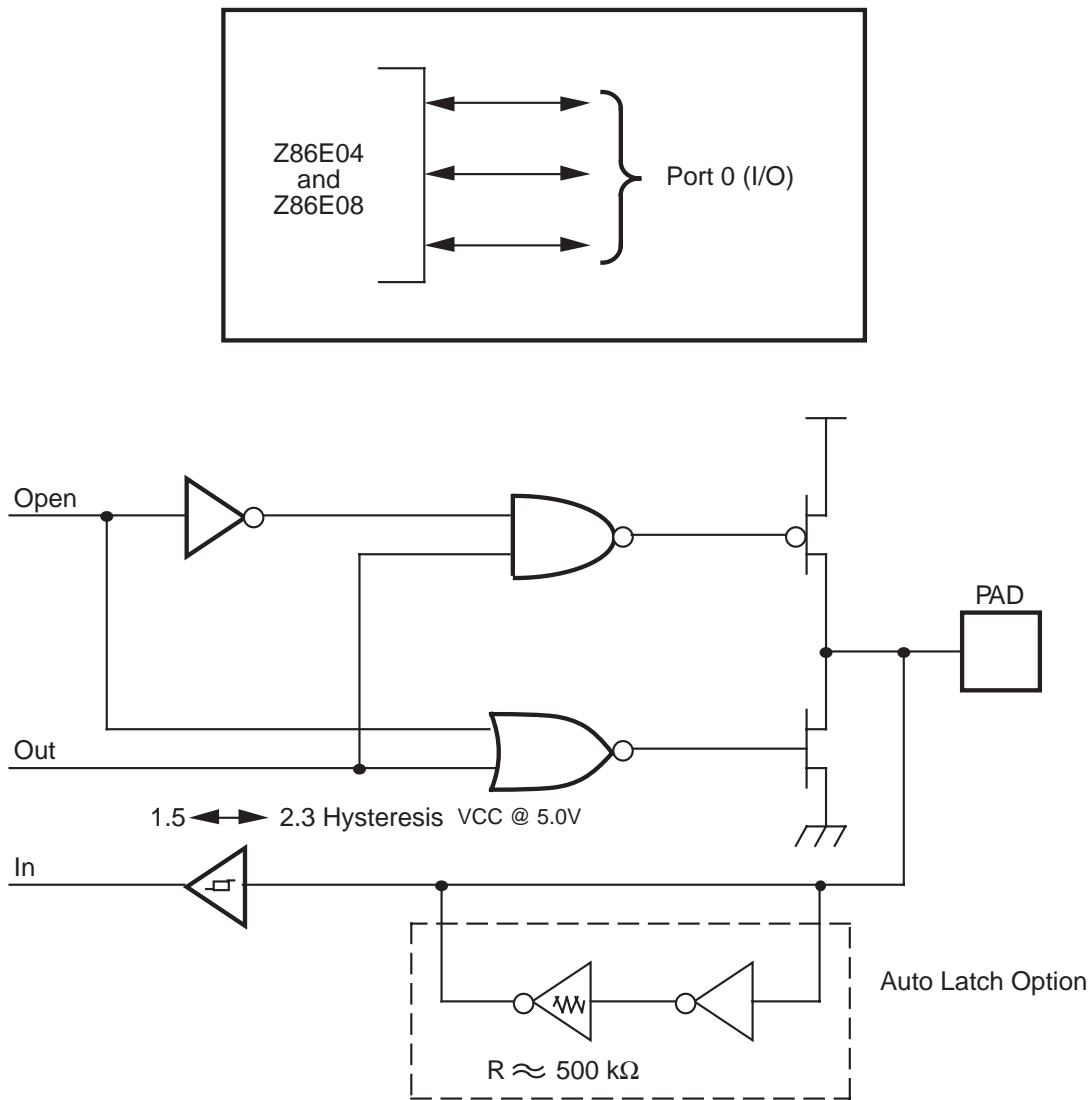 Z86E04
and
Z86E08
Port 0 (I/O)
Open
PAD
Out
1.5 2.3 Hysteresis VCC @ 5.0V
In
Auto Latch Option
R ≈ 500 kΩ